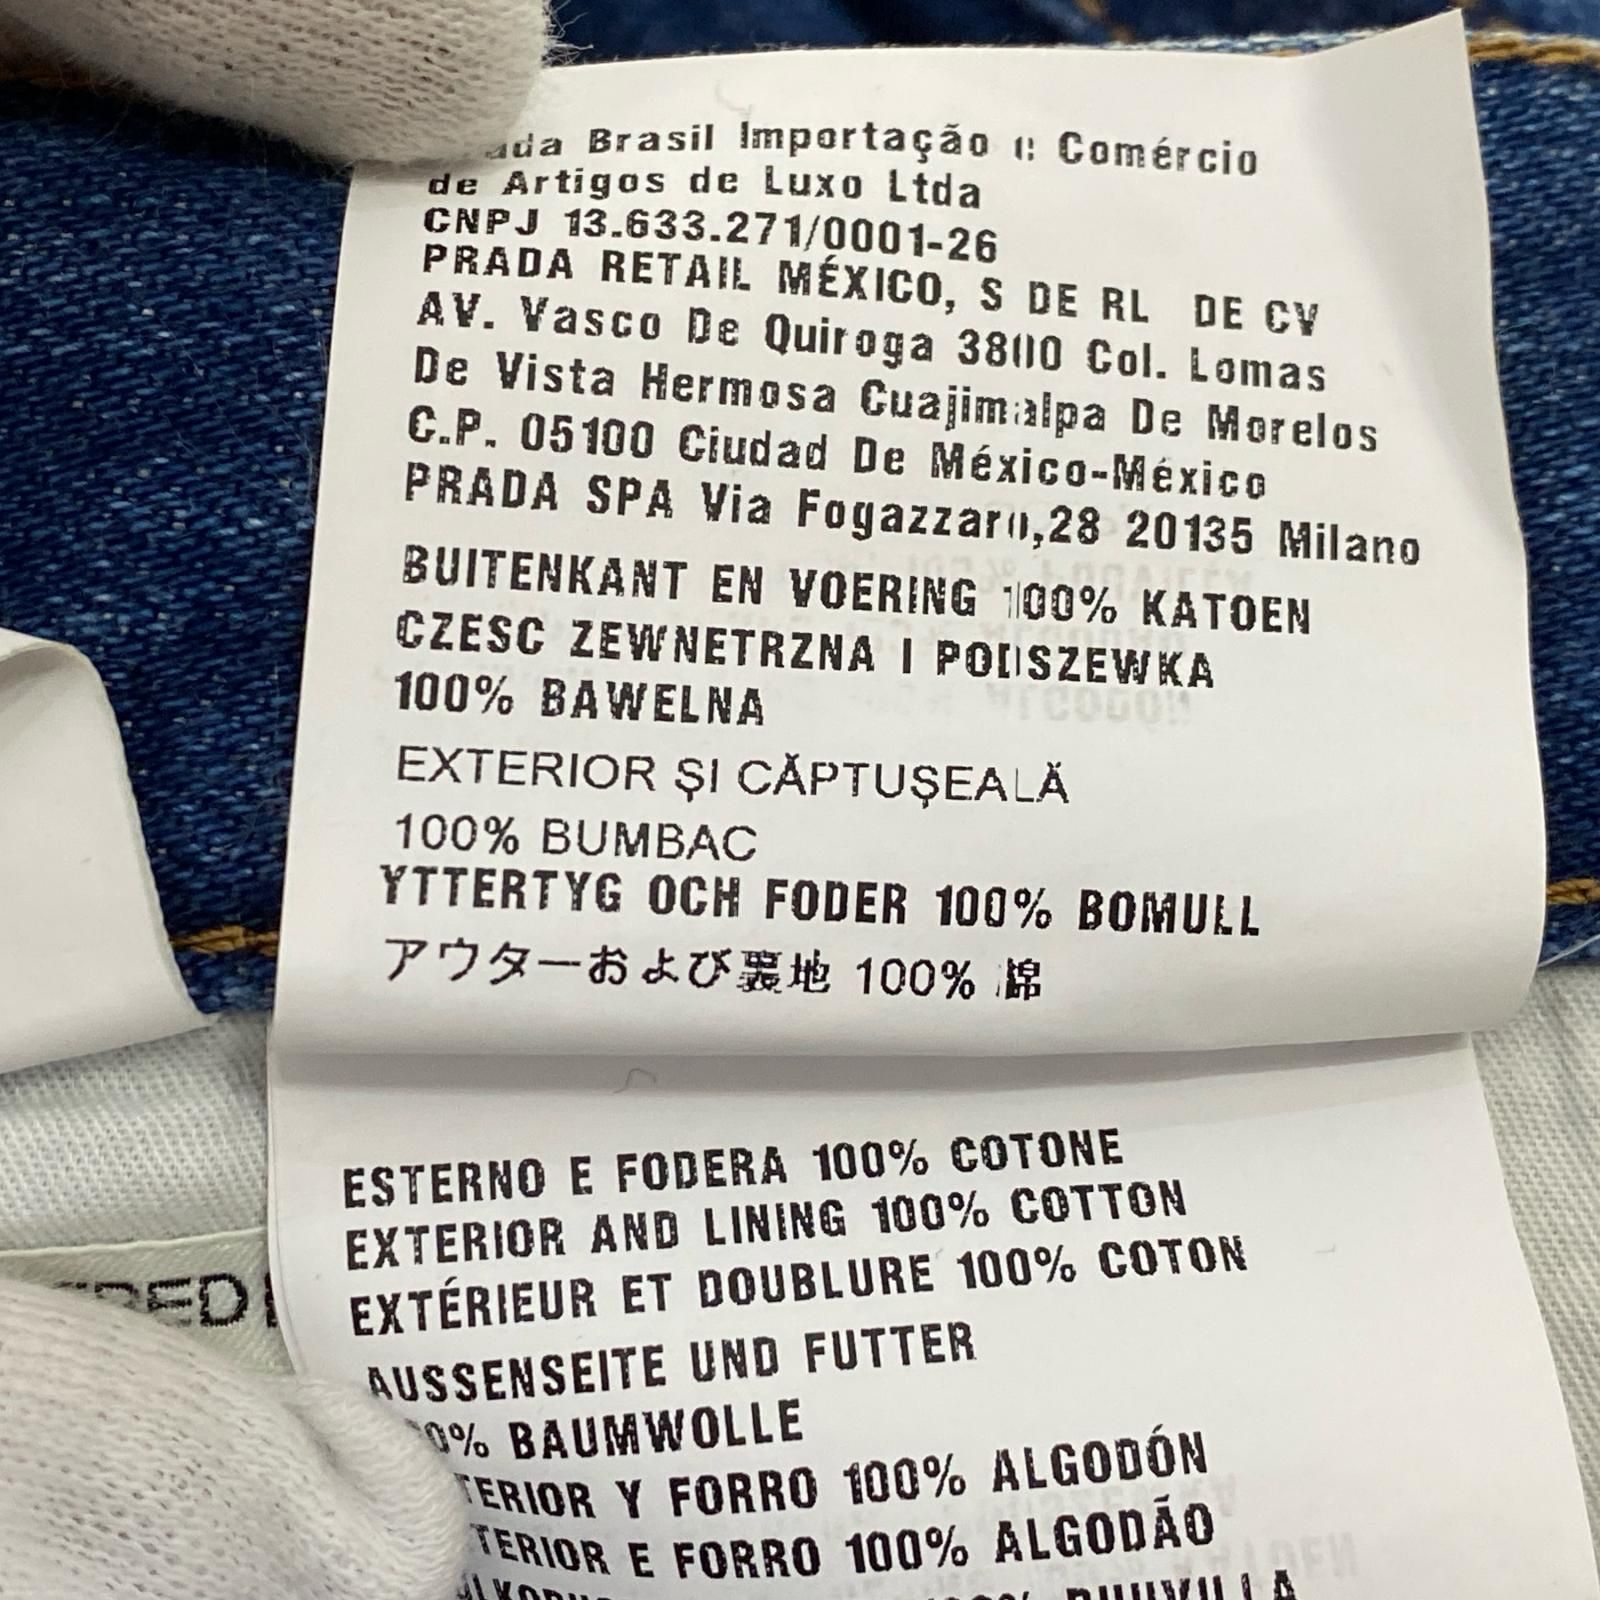 Brasil Importação e Comércio
de Artigos de Luxo Ltda
CNPJ 13.633.271/0001-26
PRADA RETAIL MÉXICO, S DE RL DE CV
AV. Vasco De Quiroga 3800 Col. Lomas
De Vista Hermosa Cuajimalpa De Morelos
C.P. 05100 Ciudad De México-México
PRADA SPA Via Fogazzaro,28 20135 Milano
BUITENKANT EN VOERING 100% KATOEN
CZESC ZEWNETRZNA I PODSZEWKA
100% BAWELNA
EXTERIOR ȘI CĂPTUȘEALĂ
100% BUMBAC
YTTERTYG OCH FODER 100% BOMULL
アウターおよび裏地 100% 綿
ESTERNO E FODERA 100% COTONE
EXTERIOR AND LINING 100% COTTON
EXTÉRIEUR ET DOUBLURE 100% COTON
AUSSENSEITE UND FUTTER
BAUMWOLLE
Y FORRO 100% ALGODÓN
E FORRO 100% ALGODÃO